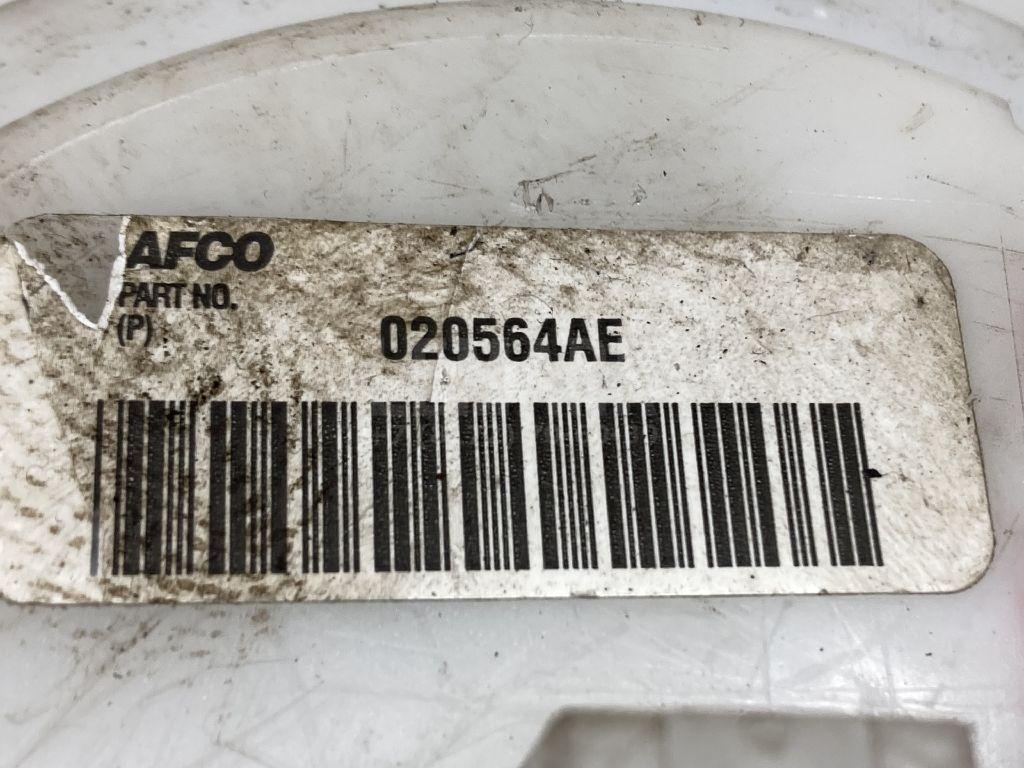 AFCO
PART NO.
(P)
020564AE